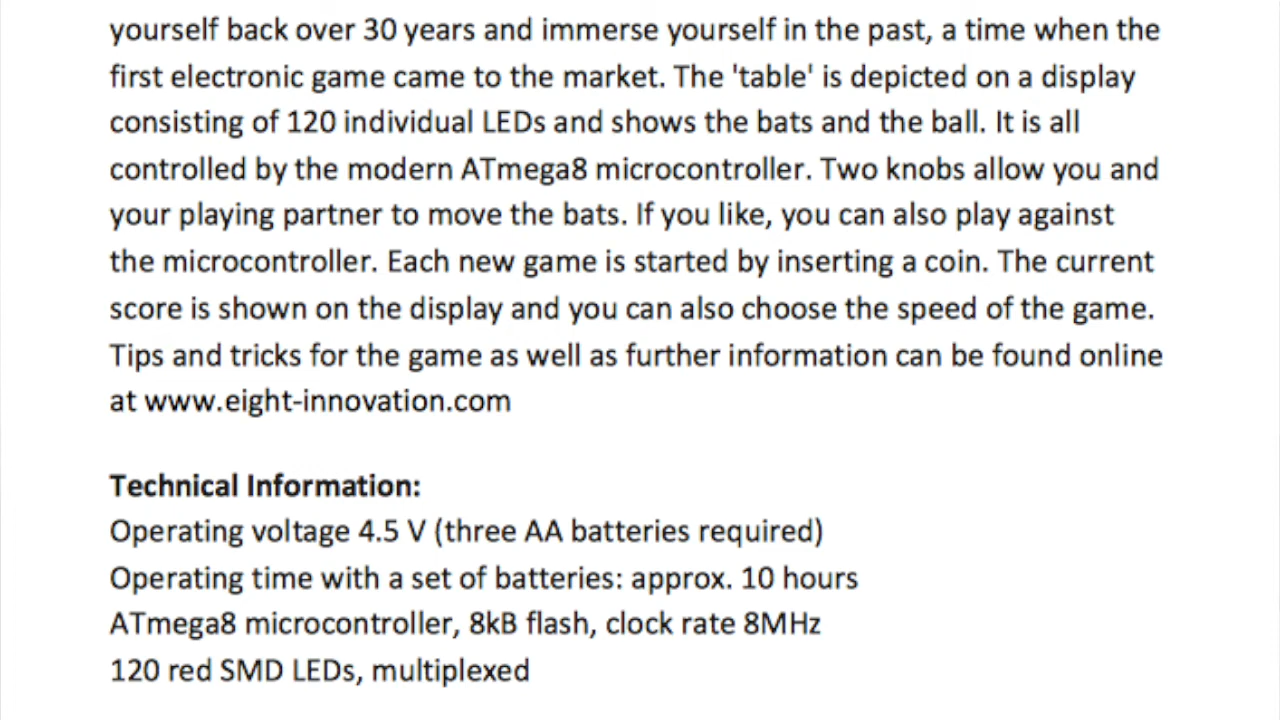 yourself back over 30 years and immerse yourself in the past, a time when the
first electronic game came to the market. The 'table' is depicted on a display
consisting of 120 individual LEDs and shows the bats and the ball. It is all
controlled by the modern ATmega8 microcontroller. Two knobs allow you and
your playing partner to move the bats. If you like, you can also play against
the microcontroller. Each new game is started by inserting a coin. The current
score is shown on the display and you can also choose the speed of the game.
Tips and tricks for the game as well as further information can be found online
at www.eight-innovation.com
Technical Information:
Operating voltage 4.5 V (three AA batteries required)
Operating time with a set of batteries: approx. 10 hours
ATmega8 microcontroller, 8kB flash, clock rate 8MHz
120 red SMD LEDs, multiplexed